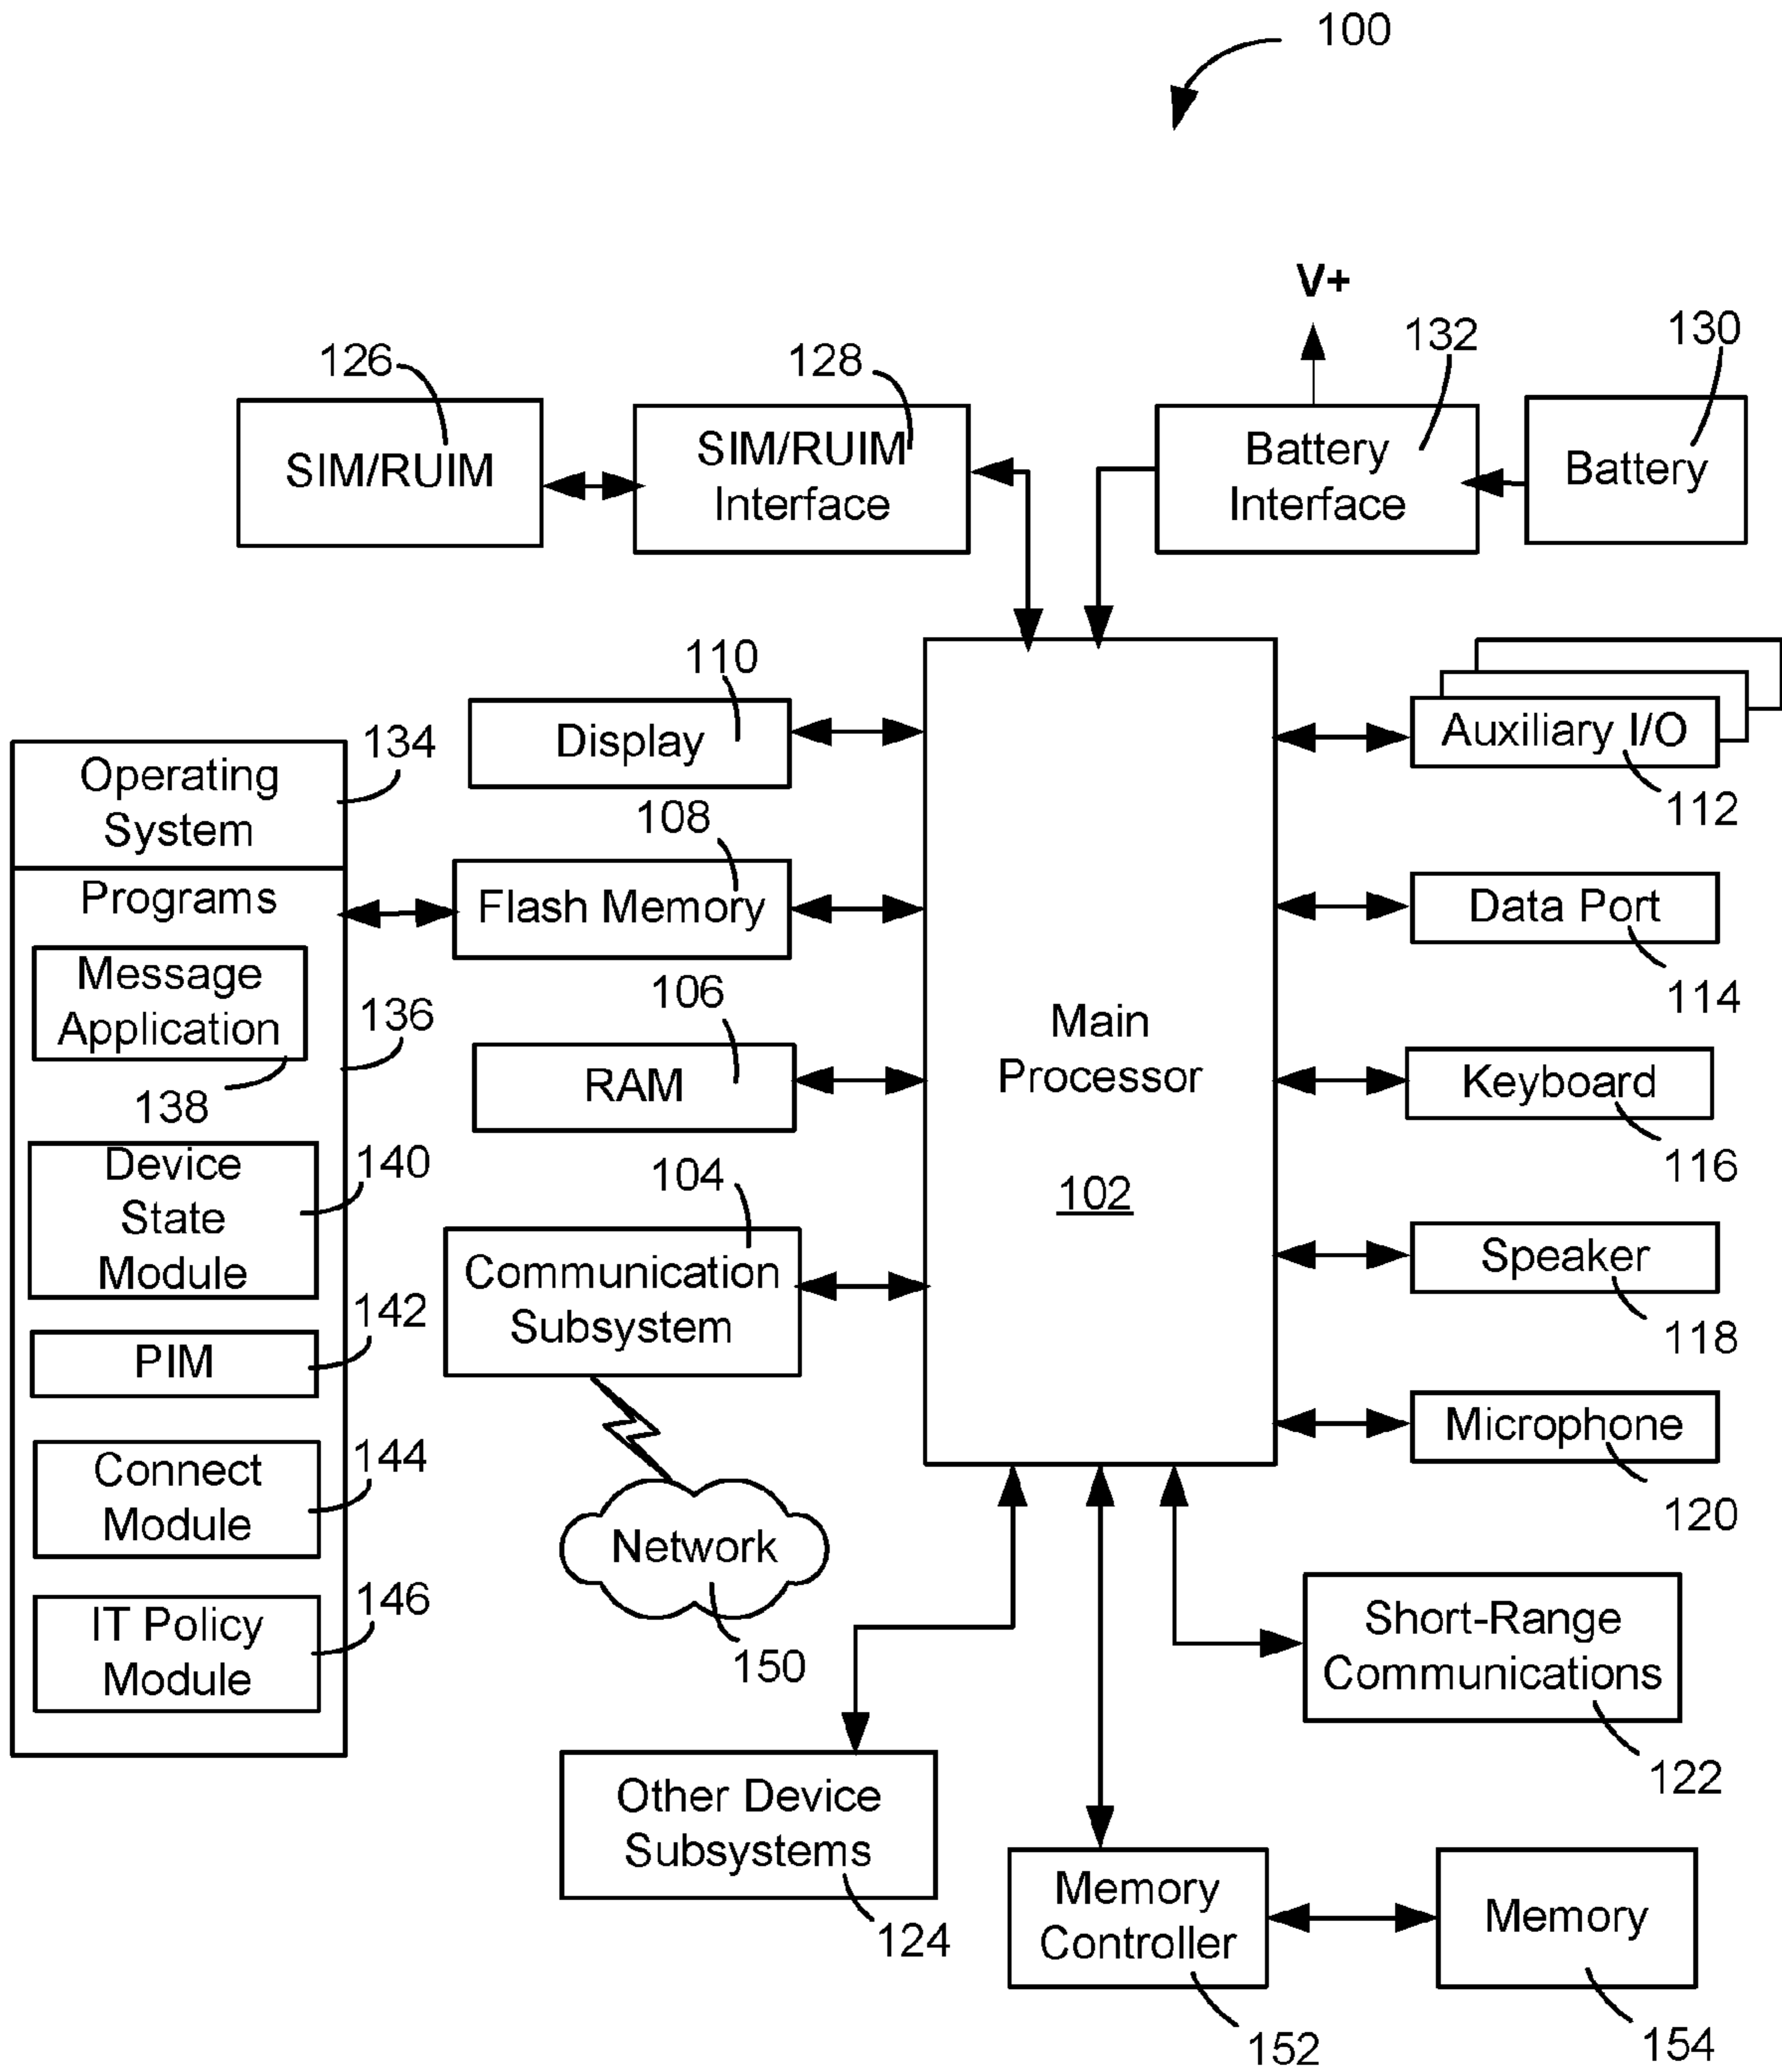 100
V+
126
128
132
130
SIM/RUIM
SIM/RUIM
Interface
Battery
Interface
Battery
110
Display
134
Operating
System
108
Flash Memory
Programs
Message
Application
138
136
106
RAM
Device
State
Module
140
104
Communication
Subsystem
142
PIM
Connect
Module
144
IT Policy
Module
146
Network
150
Main
Processor
102
Auxiliary I/O
112
Data Port
114
Keyboard
116
Speaker
118
Microphone
120
Short-Range
Communications
122
Other Device
Subsystems
124
Memory
Controller
152
Memory
154